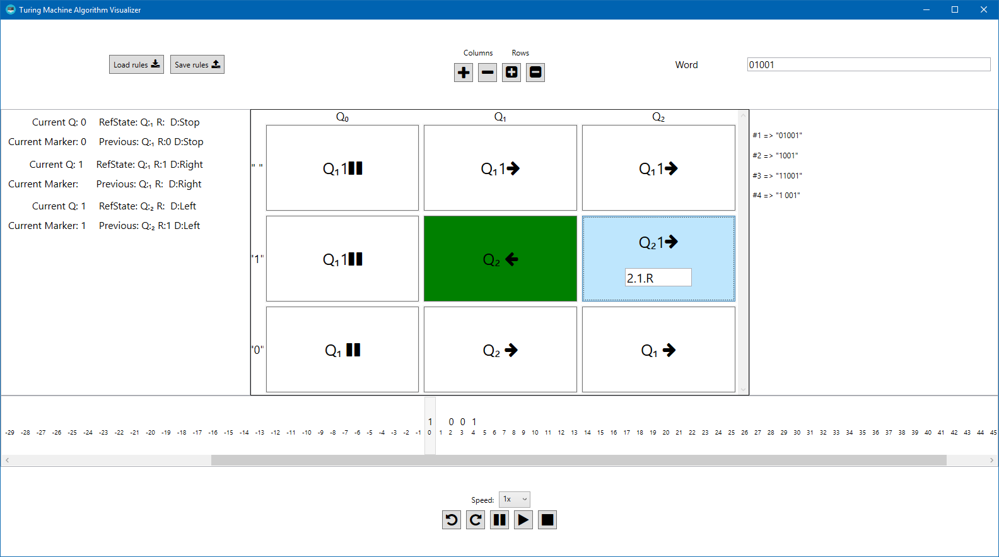 Turing Machine Algorithm Visualizer
Columns Rows
Load rules Save rules
Word 01001
Current Q: 0 RefState: Q:₁ R: D:Stop
Current Marker: 0 Previous: Q:₁ R:0 D:Stop
Current Q: 1 RefState: Q:₁ R:1 D:Right
Current Marker: Previous: Q:₁ R: D:Right
Current Q: 1 RefState: Q:₂ R: D:Left
Current Marker: 1 Previous: Q:₂ R:1 D:Left
Q₀ Q₁ Q₂
" " Q₁1 Q₁1 Q₁1
"1" Q₁1 Q₂ Q₂1
2.1.R
"0" Q₁ Q₂ Q₁
#1 => "01001"
#2 => "1001"
#3 => "11001"
#4 => "1 001"
1 0 0 1
-29 -28 -27 -26 -25 -24 -23 -22 -21 -20 -19 -18 -17 -16 -15 -14 -13 -12 -11 -10 -9 -8 -7 -6 -5 -4 -3 -2 -1 0 1 2 3 4 5 6 7 8 9 10 11 12 13 14 15 16 17 18 19 20 21 22 23 24 25 26 27 28 29 30 31 32 33 34 35 36 37 38 39 40 41 42 43 44 45
Speed: 1x